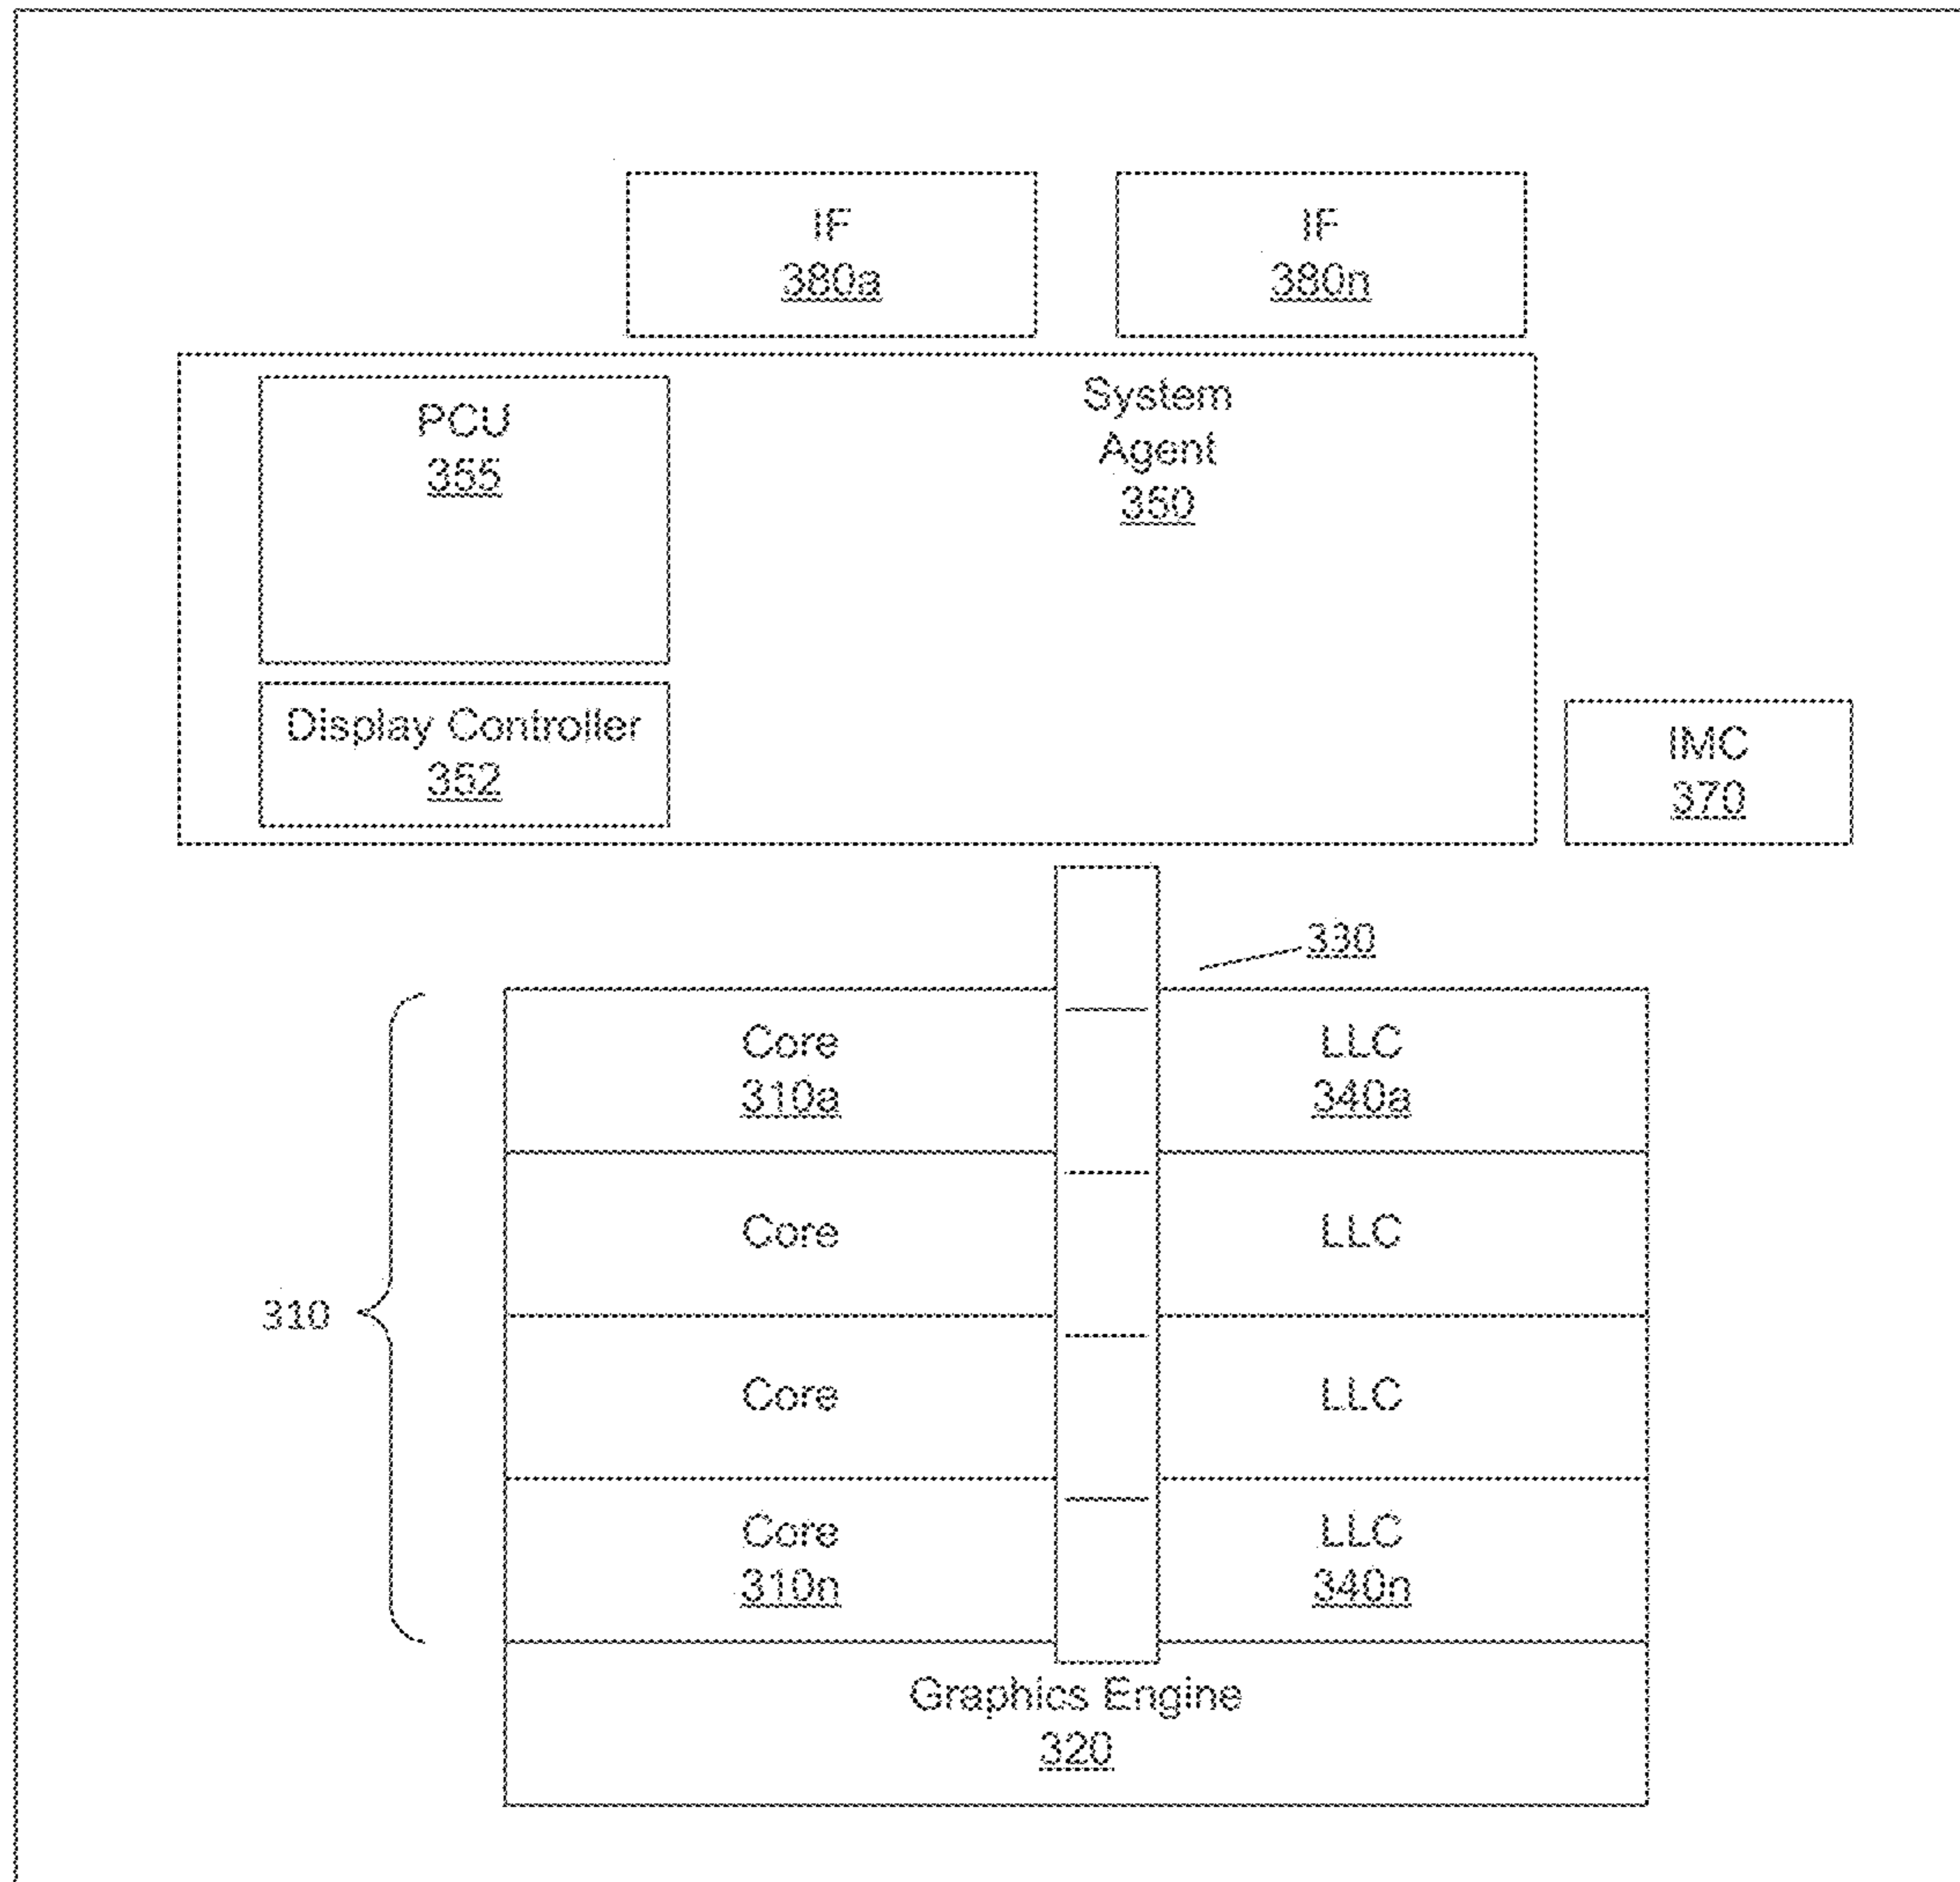 IF
380a
IF
380n
PCU
355
System
Agent
350
Display Controller
352
IMC
370
330
Core
310a
LLC
340a
Core
LLC
310
Core
LLC
Core
310n
LLC
340n
Graphics Engine
320